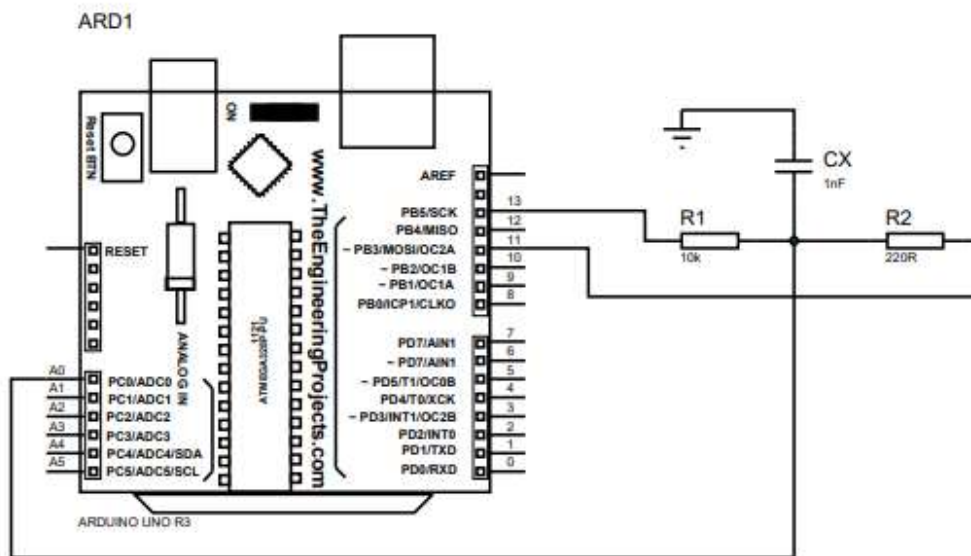 ARD1
Reset BTN
ON
www.TheEngineeringProjects.com
RESET
ANALOG IN
A0 PC0/ADC0
A1 PC1/ADC1
A2 PC2/ADC2
A3 PC3/ADC3
A4 PC4/ADC4/SDA
A5 PC5/ADC5/SCL
1121
AREF
PB5/SCK 13
PB4/MISO 12
~ PB3/MOSI/OC2A 11
~ PB2/OC1B 10
~ PB1/OC1A 9
PB0/ICP1/CLKO 8
PD7/AIN1 7
~ PD7/AIN1 6
~ PD5/T1/OC0B 5
PD4/T0/XCK 4
~ PD3/INT1/OC2B 3
PD2/INT0 2
PD1/TXD 1
PD0/RXD 0
ARDUINO UNO R3
CX
1nF
R1
10k
R2
220R